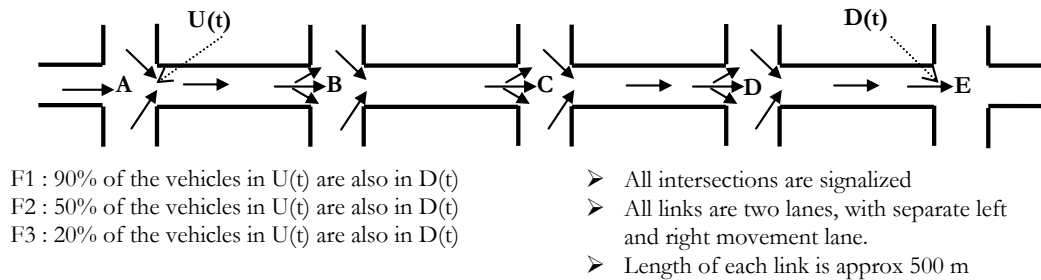 U(t) D(t)
A B C D E
F1 : 90% of the vehicles in U(t) are also in D(t)
F2 : 50% of the vehicles in U(t) are also in D(t)
F3 : 20% of the vehicles in U(t) are also in D(t)
➢ All intersections are signalized
➢ All links are two lanes, with separate left
and right movement lane.
➢ Length of each link is approx 500 m